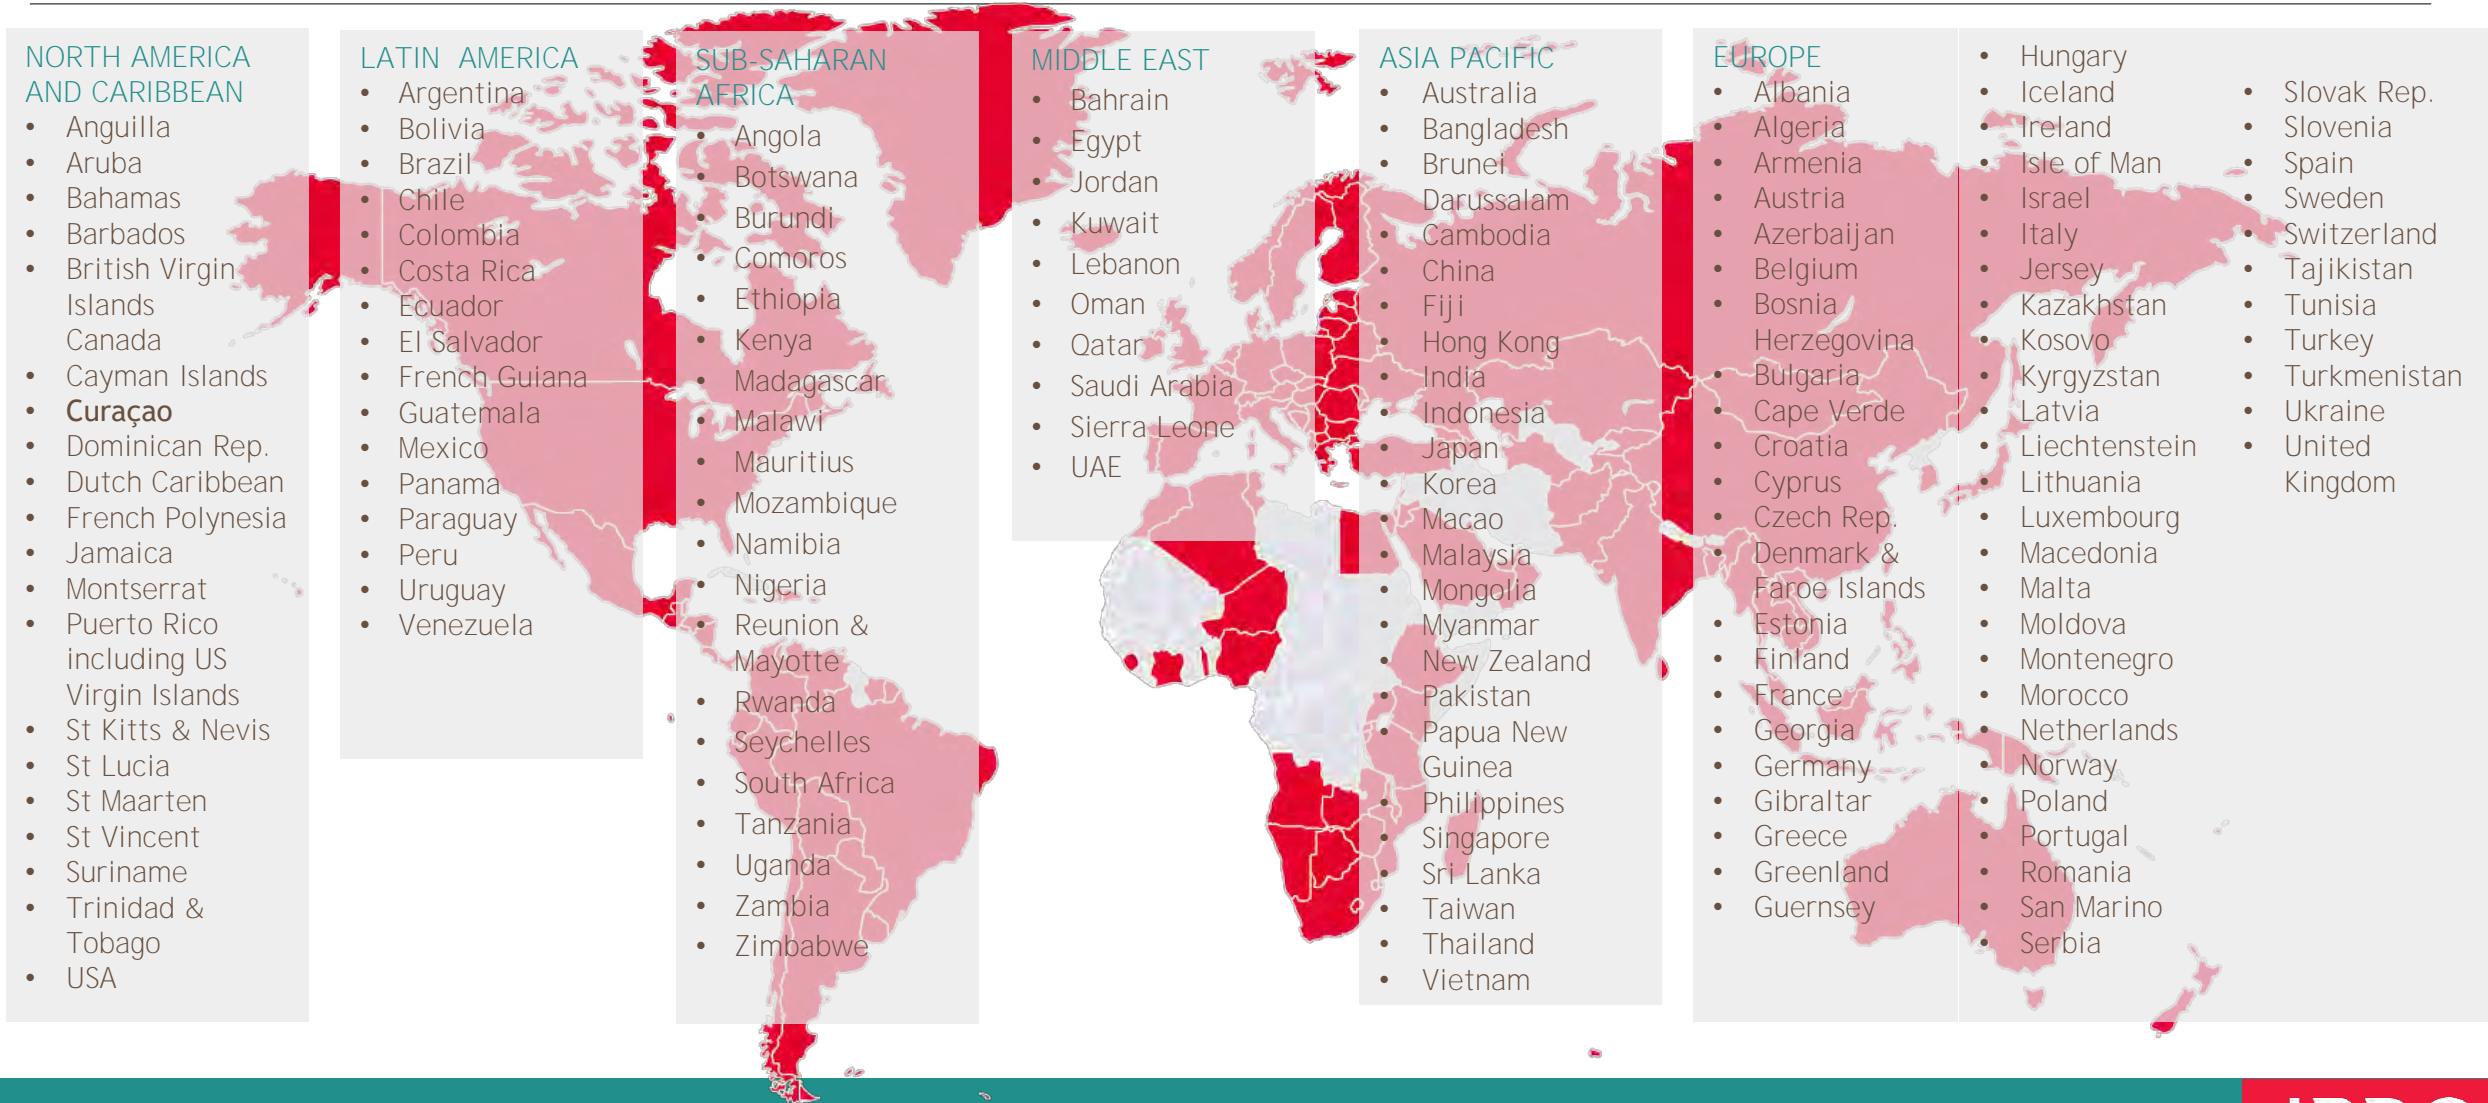 NORTH AMERICA
AND CARIBBEAN
• Anguilla
• Aruba
• Bahamas
• Barbados
• British Virgin
Islands
Canada
• Cayman Islands
• Curaçao
• Dominican Rep.
• Dutch Caribbean
• French Polynesia
• Jamaica
• Montserrat
• Puerto Rico
including US
Virgin Islands
• St Kitts & Nevis
• St Lucia
• St Maarten
• St Vincent
• Suriname
• Trinidad &
Tobago
• USA
LATIN AMERICA
• Argentina
• Bolivia
• Brazil
• Chile
• Colombia
• Costa Rica
• Ecuador
• El Salvador
• French Guiana
• Guatemala
• Mexico
• Panama
• Paraguay
• Peru
• Uruguay
• Venezuela
SUB-SAHARAN
AFRICA
• Angola
• Botswana
• Burundi
• Comoros
• Ethiopia
• Kenya
• Madagascar
• Malawi
• Mauritius
• Mozambique
• Namibia
• Nigeria
• Reunion &
Mayotte
• Rwanda
• Seychelles
• South Africa
• Tanzania
• Uganda
• Zambia
• Zimbabwe
MIDDLE EAST
• Bahrain
• Egypt
• Jordan
• Kuwait
• Lebanon
• Oman
• Qatar
• Saudi Arabia
• Sierra Leone
• UAE
ASIA PACIFIC
• Australia
• Bangladesh
• Brunei
Darussalam
• Cambodia
• China
• Fiji
• Hong Kong
• India
• Indonesia
• Japan
• Korea
• Macao
• Malaysia
• Mongolia
• Myanmar
• New Zealand
• Pakistan
• Papua New
Guinea
• Philippines
• Singapore
• Sri Lanka
• Taiwan
• Thailand
• Vietnam
EUROPE
• Albania
• Algeria
• Armenia
• Austria
• Azerbaijan
• Belgium
• Bosnia
Herzegovina
• Bulgaria
• Cape Verde
• Croatia
• Cyprus
• Czech Rep.
• Denmark &
Faroe Islands
• Estonia
• Finland
• France
• Georgia
• Germany
• Gibraltar
• Greece
• Greenland
• Guernsey
• Hungary
• Iceland
• Ireland
• Isle of Man
• Israel
• Italy
• Jersey
• Kazakhstan
• Kosovo
• Kyrgyzstan
• Latvia
• Liechtenstein
• Lithuania
• Luxembourg
• Macedonia
• Malta
• Moldova
• Montenegro
• Morocco
• Netherlands
• Norway
• Poland
• Portugal
• Romania
• San Marino
• Serbia
• Slovak Rep.
• Slovenia
• Spain
• Sweden
• Switzerland
• Tajikistan
• Tunisia
• Turkey
• Turkmenistan
• Ukraine
• United
Kingdom